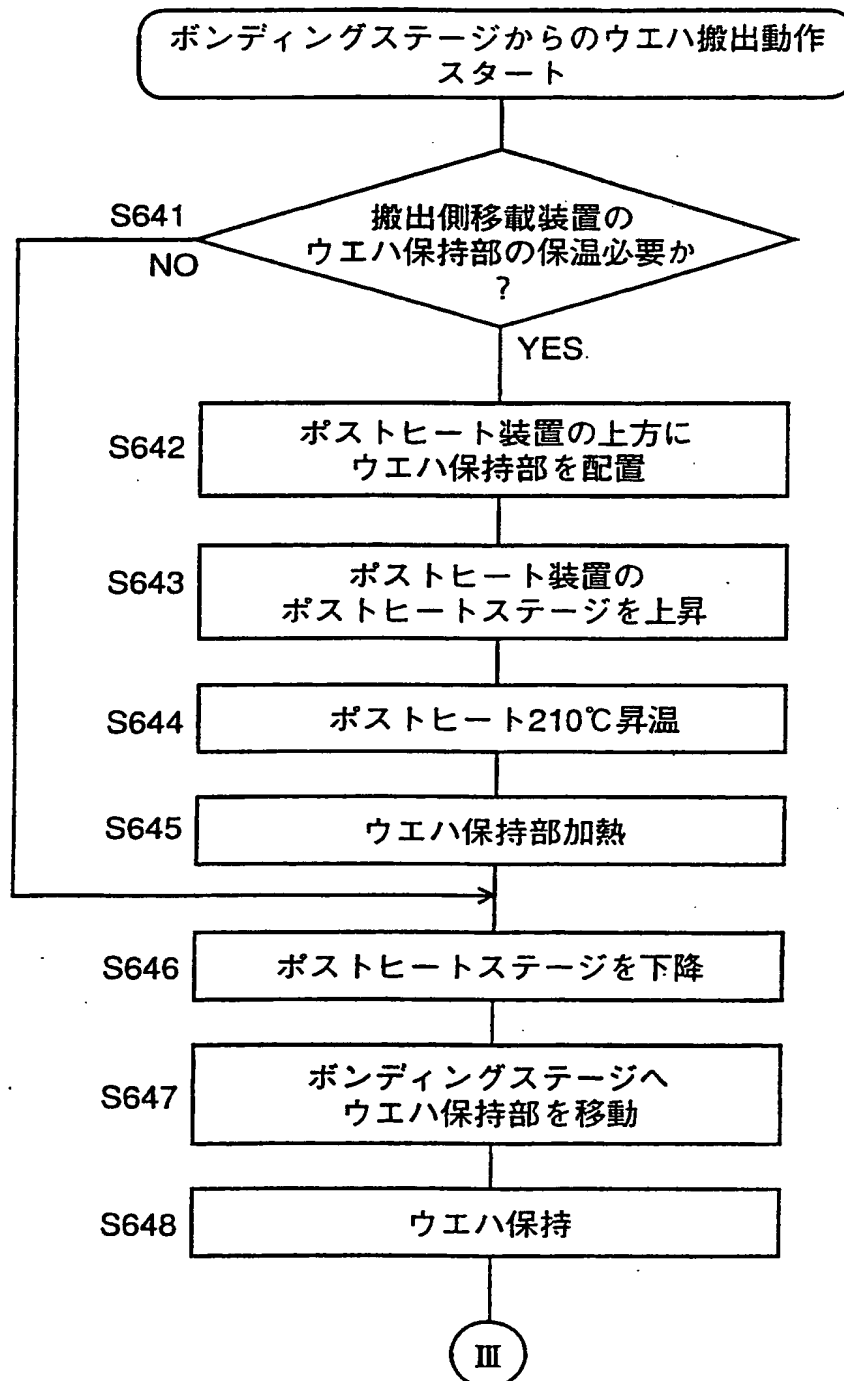 ボンディングステージからのウエハ搬出動作
スタート
S641
搬出側移載装置の
ウエハ保持部の保温必要か
?
NO
YES
S642
ポストヒート装置の上方に
ウエハ保持部を配置
S643
ポストヒート装置の
ポストヒートステージを上昇
S644
ポストヒート210℃昇温
S645
ウエハ保持部加熱
S646
ポストヒートステージを下降
S647
ボンディングステージへ
ウエハ保持部を移動
S648
ウエハ保持
III